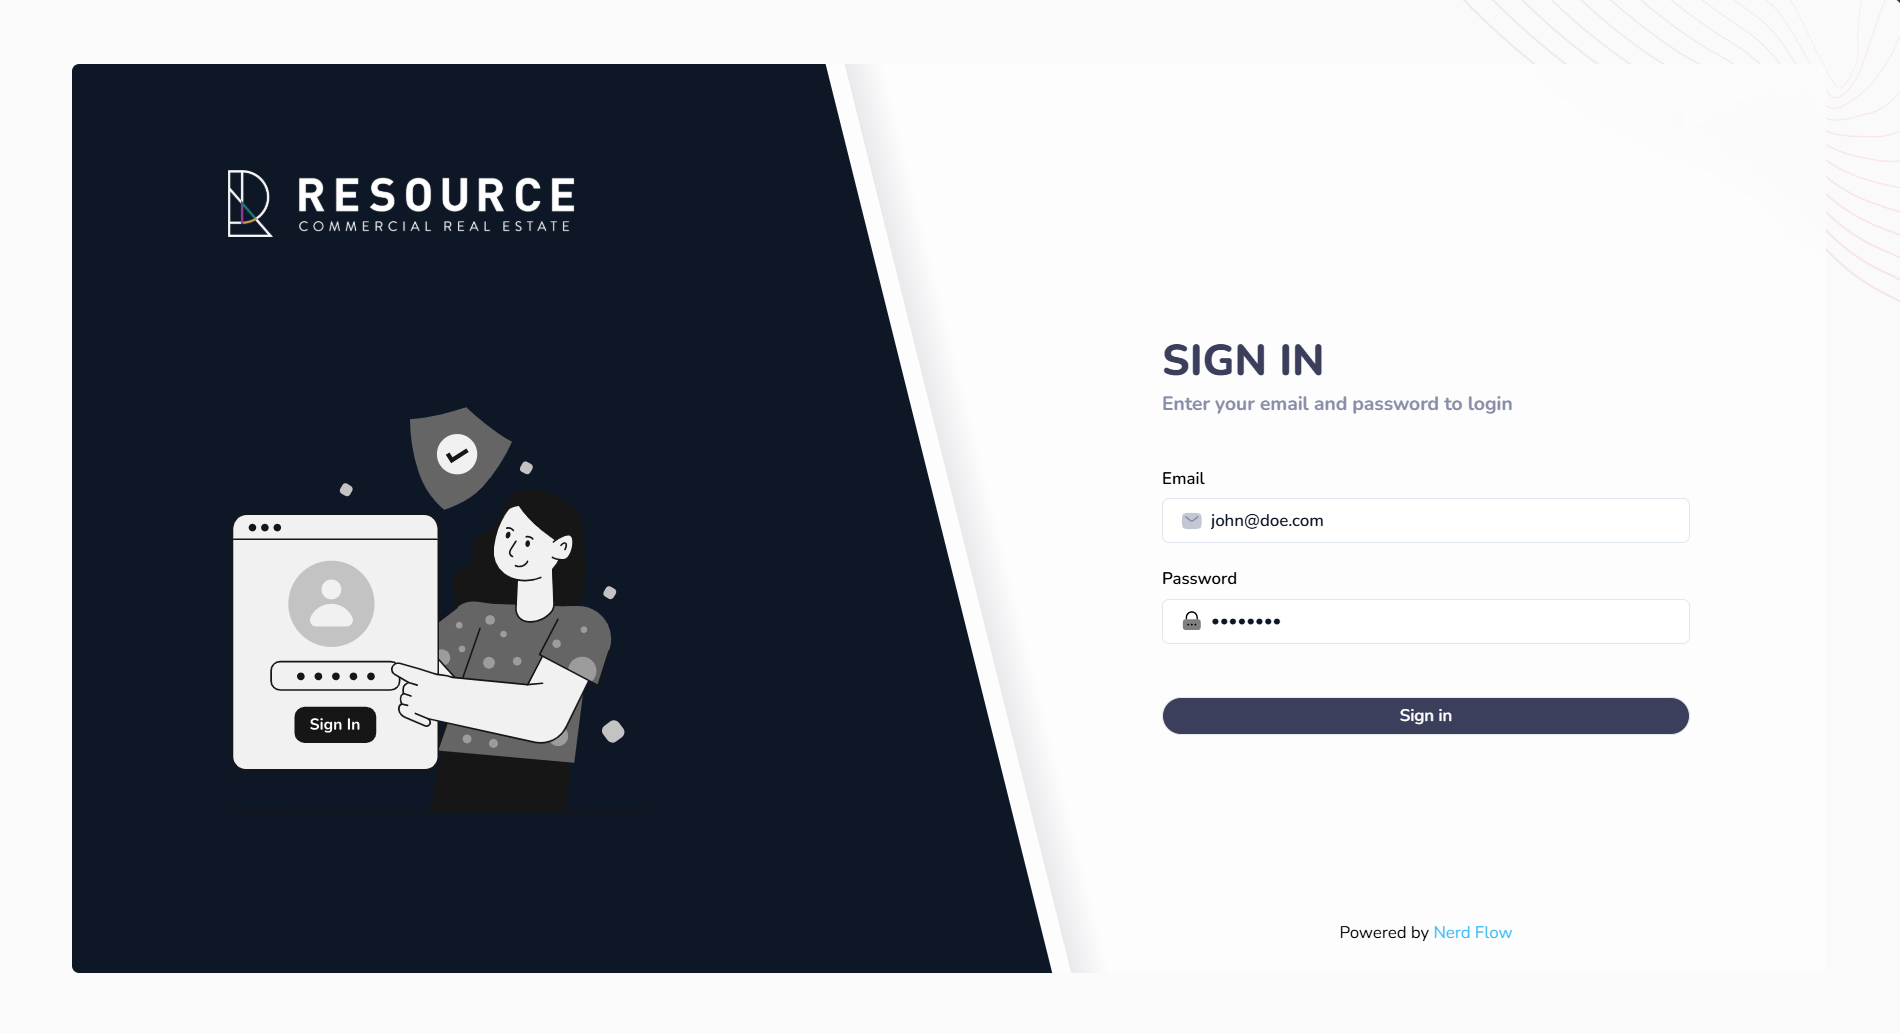 RESOURCE
COMMERCIAL REAL ESTATE
Sign In
SIGN IN
Enter your email and password to login
Email
john@doe.com
Password
••••••••
Sign in
Powered by Nerd Flow